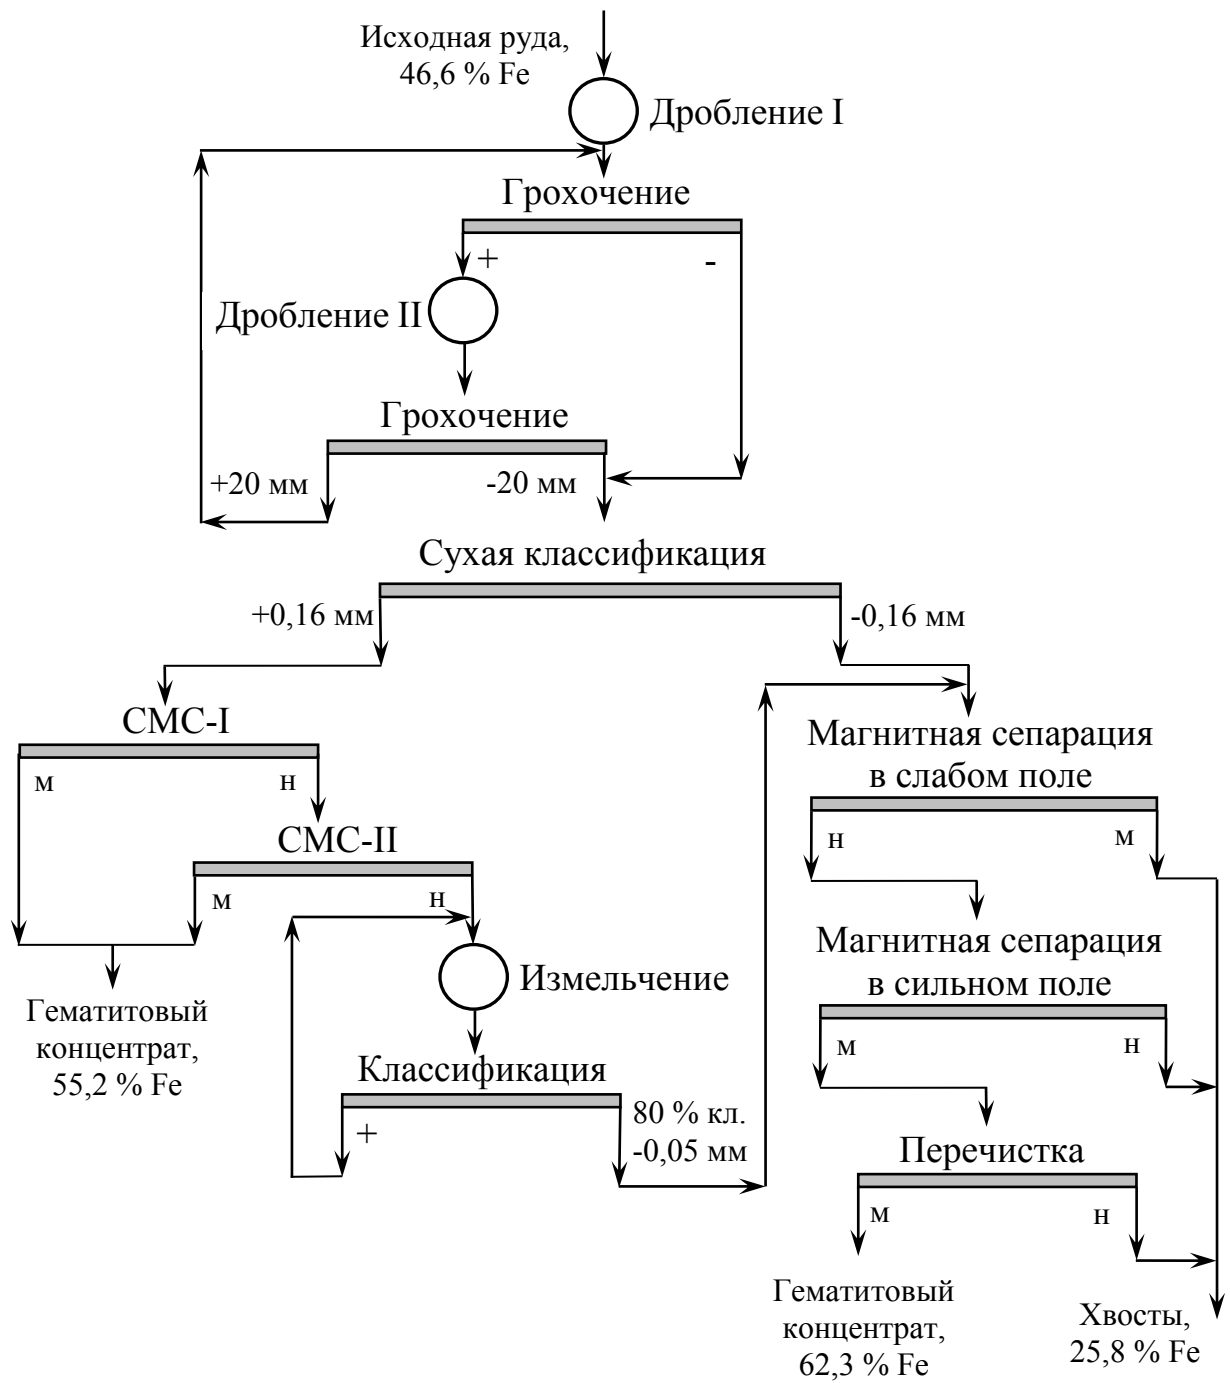 Исходная руда,
46,6 % Fe
Дробление I
Грохочение
+
-
Дробление II
Грохочение
+20 мм
-20 мм
Сухая классификация
+0,16 мм
-0,16 мм
СМС-I
м
н
СМС-II
м
н
Гематитовый
концентрат,
55,2 % Fe
Измельчение
Классификация
+
80 % кл.
-0,05 мм
Магнитная сепарация
в слабом поле
н
м
Магнитная сепарация
в сильном поле
м
н
Перечистка
м
н
Гематитовый
концентрат,
62,3 % Fe
Хвосты,
25,8 % Fe